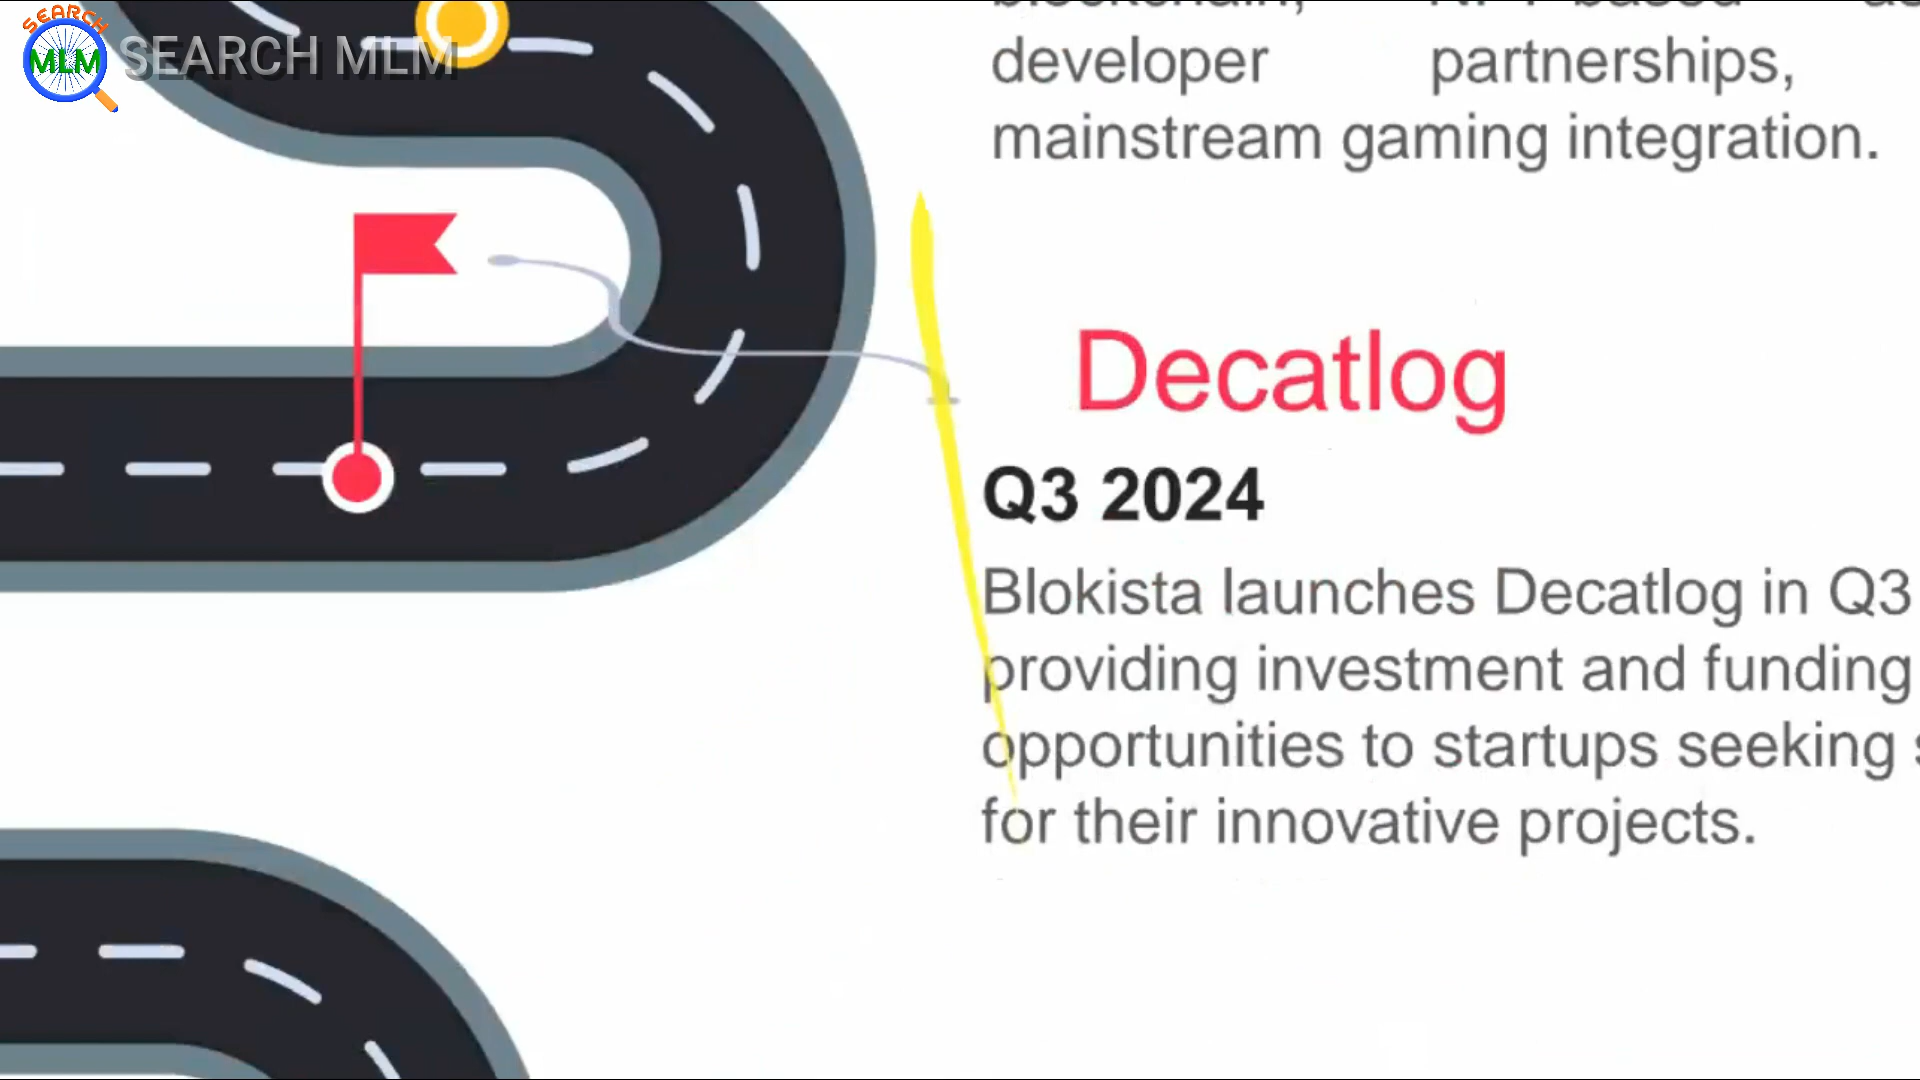 SEARCH
MLM
SEARCH MLM
developer partnerships,
mainstream gaming integration.
Decatlog
Q3 2024
Blokista launches Decatlog in Q3
providing investment and funding
opportunities to startups seeking
for their innovative projects.